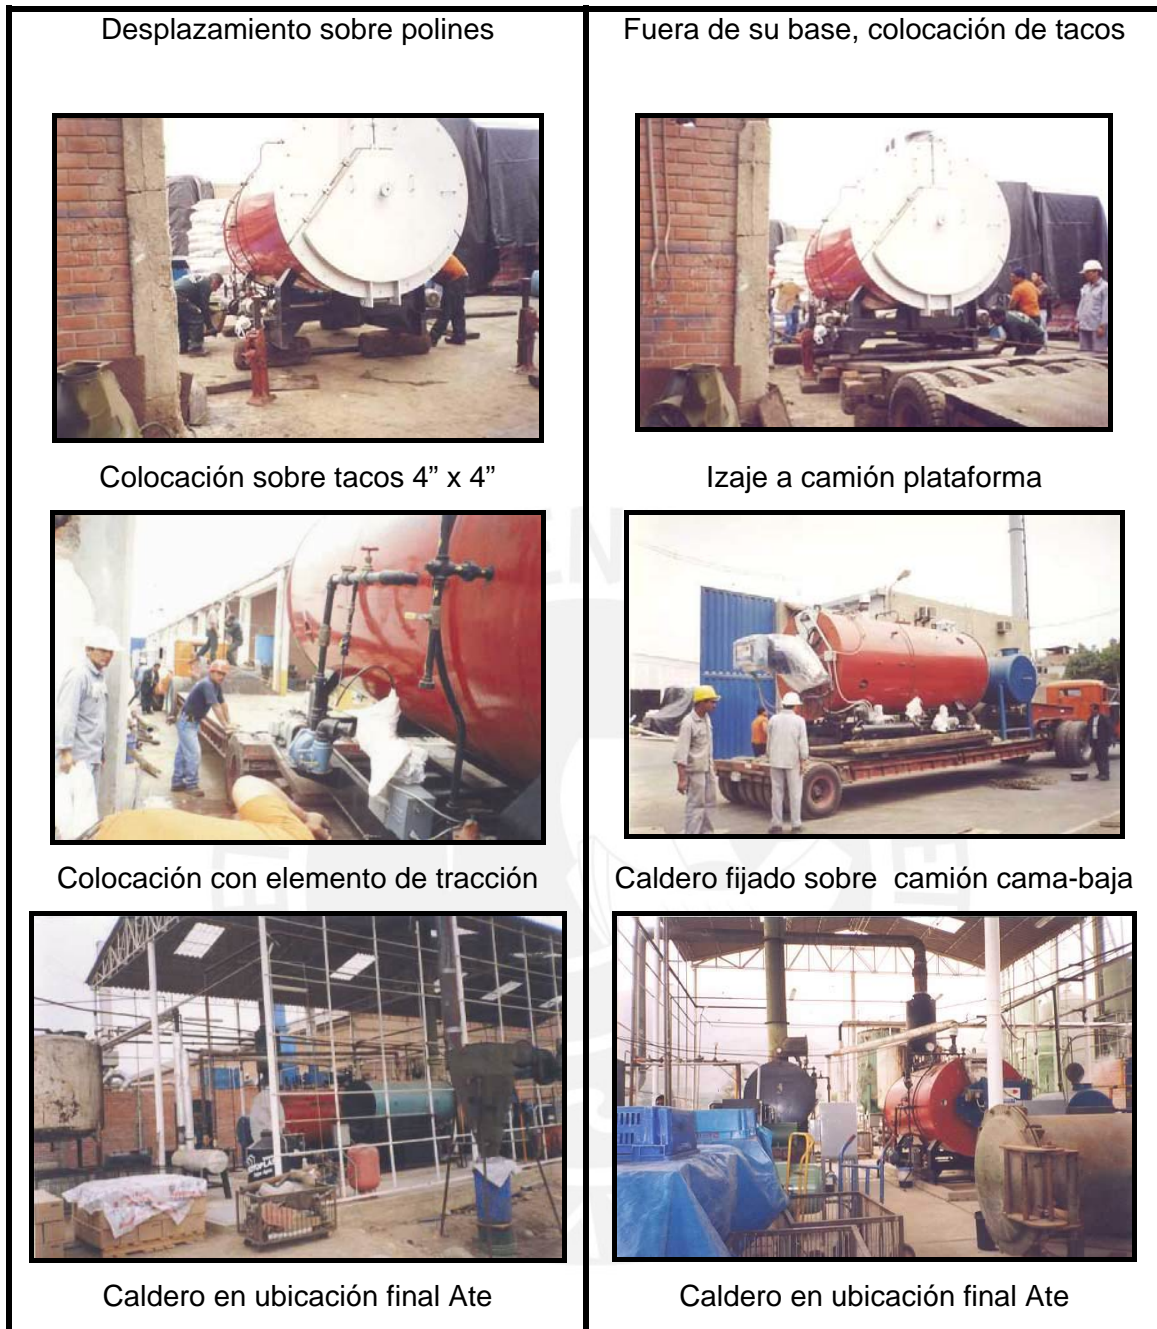 Desplazamiento sobre polines
Fuera de su base, colocación de tacos
Colocación sobre tacos 4” x 4”
Izaje a camión plataforma
Colocación con elemento de tracción
Caldero fijado sobre camión cama-baja
Caldero en ubicación final Ate
Caldero en ubicación final Ate